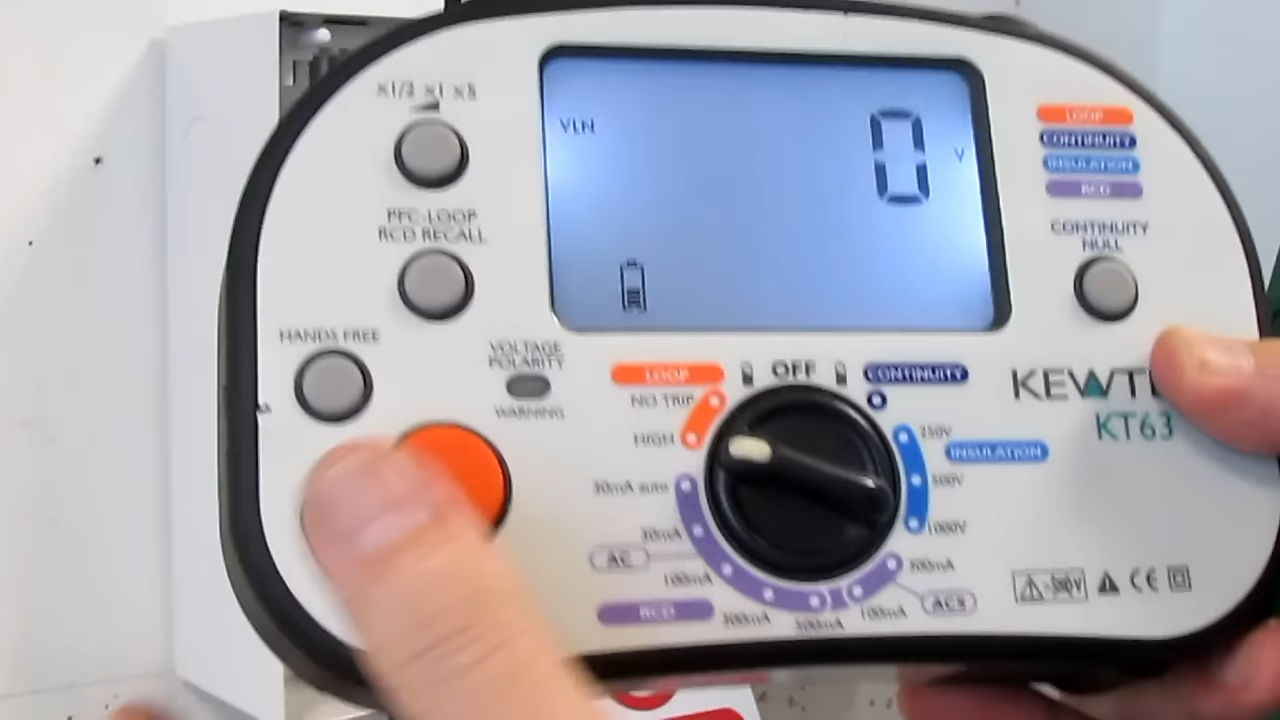 x1/2 x1 x5
PFC-LOOP
RCD RECALL
HANDS FREE
VOLTAGE
POLARITY
WARNING
VLN
0
V
LOOP
CONTINUITY
INSULATION
RCD
CONTINUITY
NULL
LOOP
OFF
CONTINUITY
NO TRIP
HIGH
30mA auto
30mA
AC
100mA
RCD
300mA
500mA
100mA
ACS
300mA
250V
INSULATION
500V
1000V
KEWT
KT63
CE